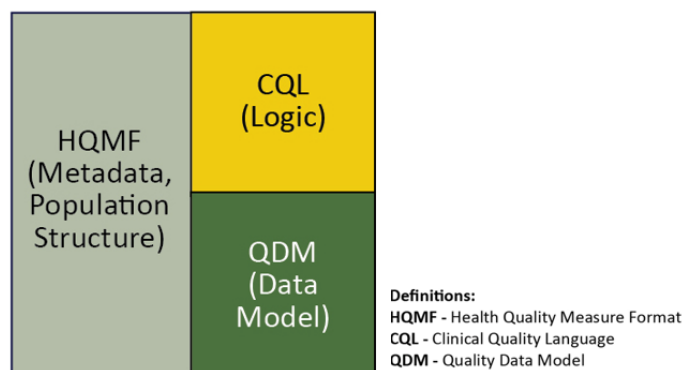 HQMF
(Metadata,
Population
Structure)
CQL
(Logic)
QDM
(Data
Model)
Definitions:
HQMF - Health Quality Measure Format
CQL - Clinical Quality Language
QDM - Quality Data Model